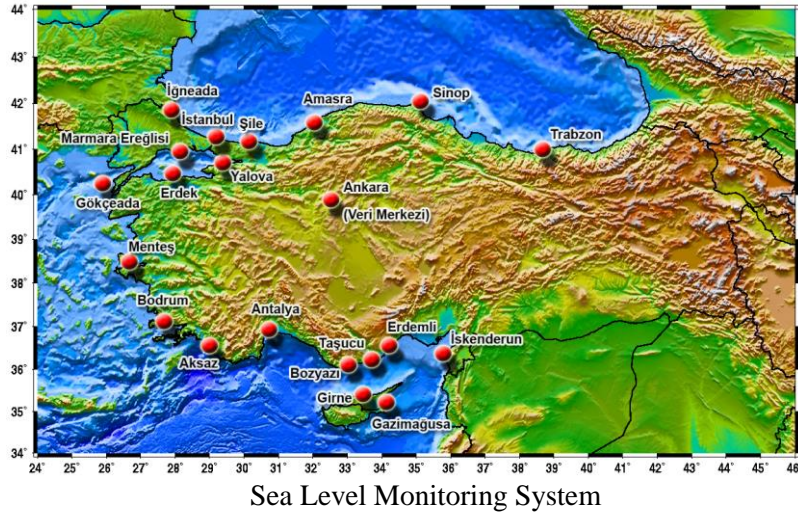 44°
43°
42°
41°
40°
39°
38°
37°
36°
35°
34°
İğneada
İstanbul
Şile
Amasra
Sinop
Trabzon
Marmara Ereğlisi
Yalova
Erdek
Gökçeada
Ankara
(Veri Merkezi)
Menteş
Bodrum
Aksaz
Antalya
Taşucu
Erdemli
İskenderun
Bozyazı
Girne
Gazimağusa
24° 25° 26° 27° 28° 29° 30° 31° 32° 33° 34° 35° 36° 37° 38° 39° 40° 41° 42° 43° 44° 45° 46°
Sea Level Monitoring System